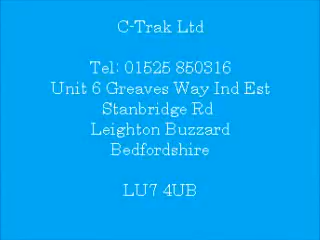 C-Trak Ltd
Tel: 01525 850316
Unit 6 Greaves Way Ind Est
Stanbridge Rd
Leighton Buzzard
Bedfordshire
LU7 4UB